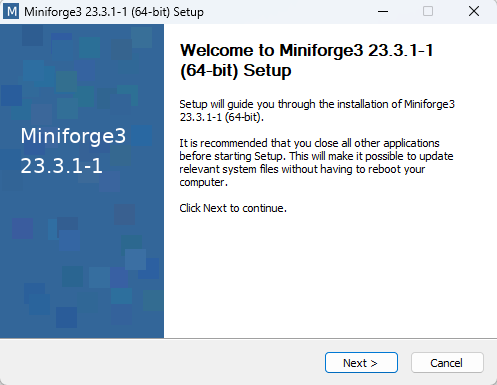 M Miniforge3 23.3.1-1 (64-bit) Setup
Miniforge3
23.3.1-1
Welcome to Miniforge3 23.3.1-1
(64-bit) Setup
Setup will guide you through the installation of Miniforge3
23.3.1-1 (64-bit).
It is recommended that you close all other applications
before starting Setup. This will make it possible to update
relevant system files without having to reboot your
computer.
Click Next to continue.
Next >
Cancel